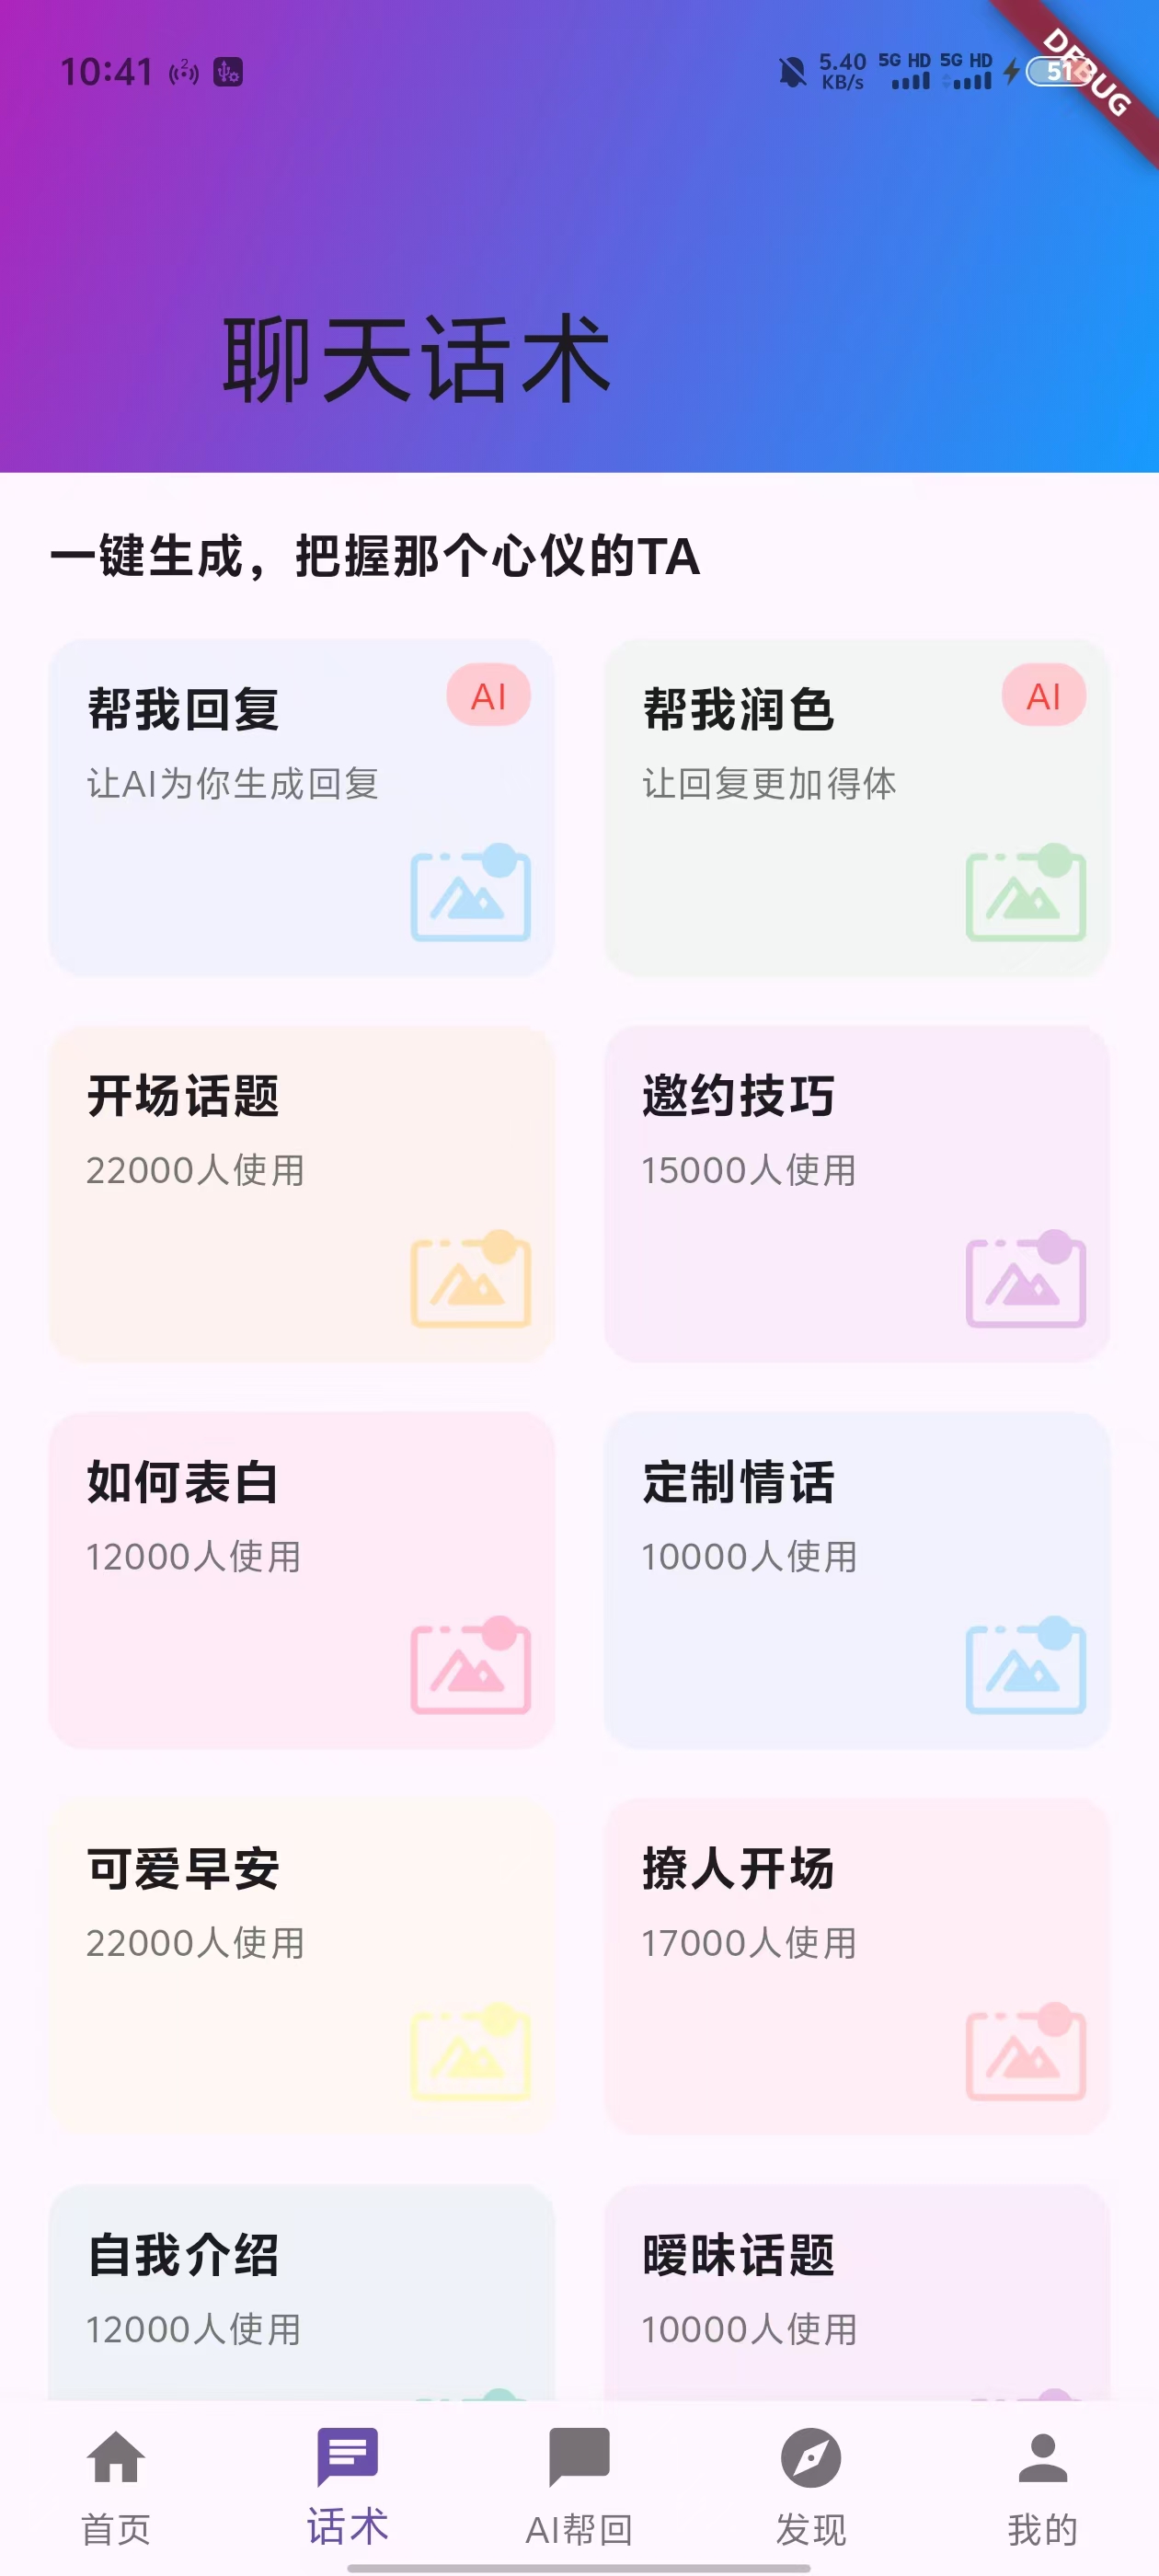 10:41 2 5.40 KB/s 5G HD 5G HD 51
DEBUG
聊天话术
一键生成，把握那个心仪的TA
帮我回复 AI
让AI为你生成回复
帮我润色 AI
让回复更加得体
开场话题
22000人使用
邀约技巧
15000人使用
如何表白
12000人使用
定制情话
10000人使用
可爱早安
22000人使用
撩人开场
17000人使用
自我介绍
12000人使用
暧昧话题
10000人使用
首页 话术 AI帮回 发现 我的